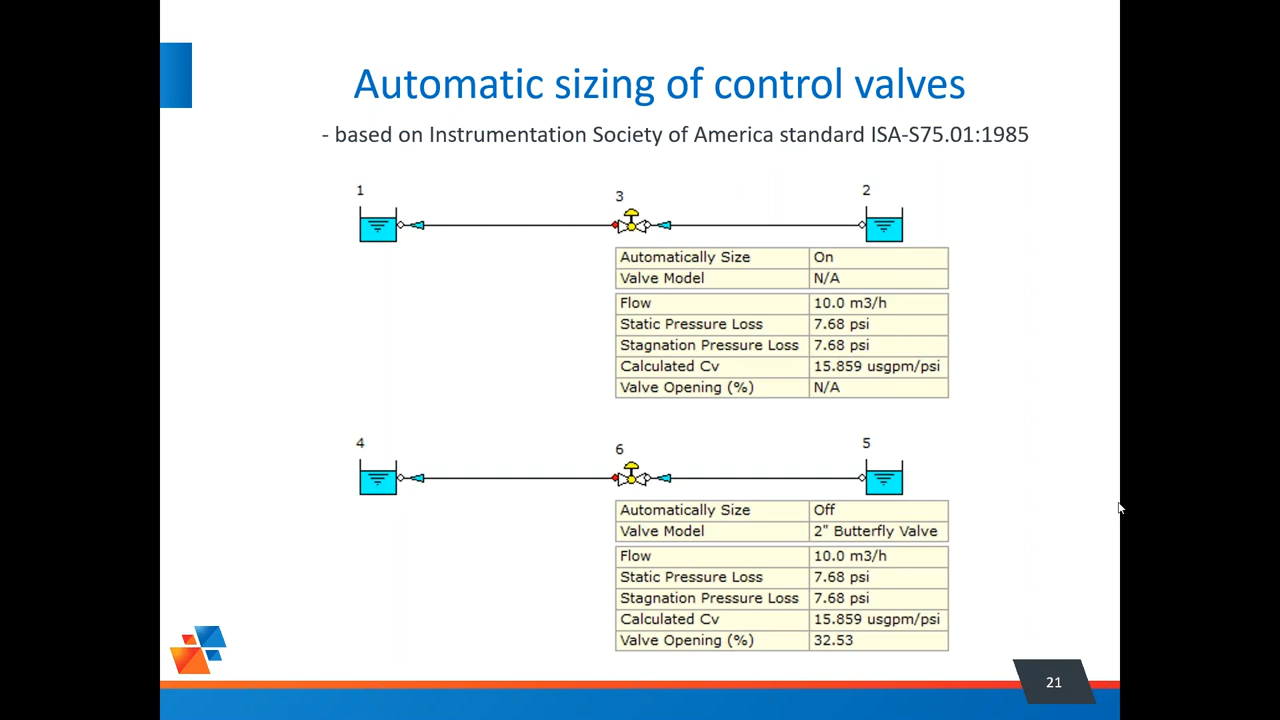 Automatic sizing of control valves
- based on Instrumentation Society of America standard ISA-S75.01:1985
1
3
2
Automatically Size On
Valve Model N/A
Flow 10.0 m3/h
Static Pressure Loss 7.68 psi
Stagnation Pressure Loss 7.68 psi
Calculated Cv 15.859 usgpm/psi
Valve Opening (%) N/A
4
6
5
Automatically Size Off
Valve Model 2" Butterfly Valve
Flow 10.0 m3/h
Static Pressure Loss 7.68 psi
Stagnation Pressure Loss 7.68 psi
Calculated Cv 15.859 usgpm/psi
Valve Opening (%) 32.53
21